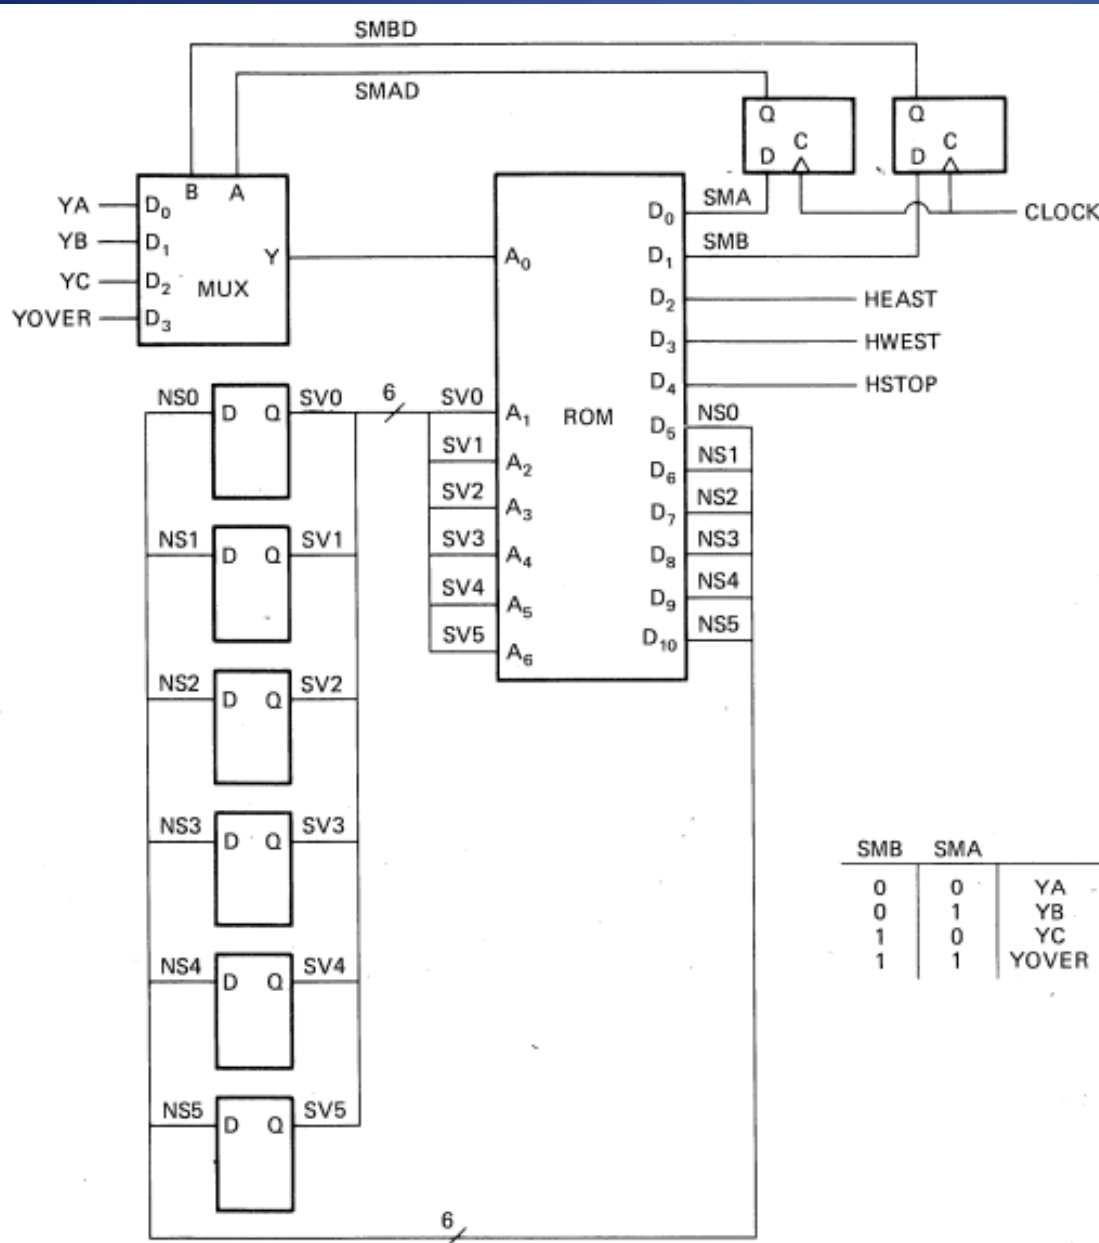 SMBD
SMAD
Q Q
D C D C
B A
YA D₀
YB D₁
YC D₂
YOVER D₃
MUX
Y
A₀
D₀ SMA
CLOCK
D₁ SMB
D₂ HEAST
D₃ HWEST
D₄ HSTOP
ROM
6
SV0 A₁
SV1 A₂
SV2 A₃
SV3 A₄
SV4 A₅
SV5 A₆
D₅ NS0
D₆ NS1
D₇ NS2
D₈ NS3
D₉ NS4
D₁₀ NS5
NS0 D Q SV0
NS1 D Q SV1
NS2 D Q SV2
NS3 D Q SV3
NS4 D Q SV4
NS5 D Q SV5
6
SMB SMA
0 0 YA
0 1 YB
1 0 YC
1 1 YOVER